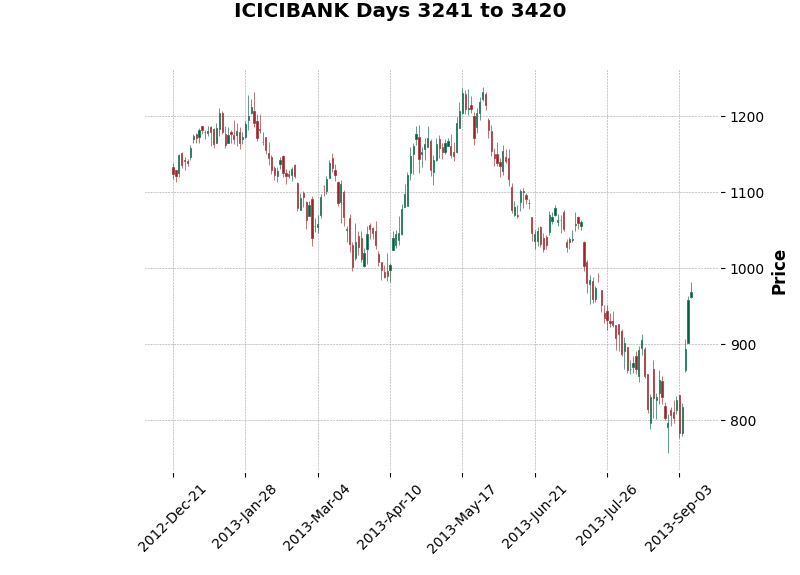 ICICIBANK Days 3241 to 3420
1200
1100
1000
900
800
Price
2012-Dec-21
2013-Jan-28
2013-Mar-04
2013-Apr-10
2013-May-17
2013-Jun-21
2013-Jul-26
2013-Sep-03